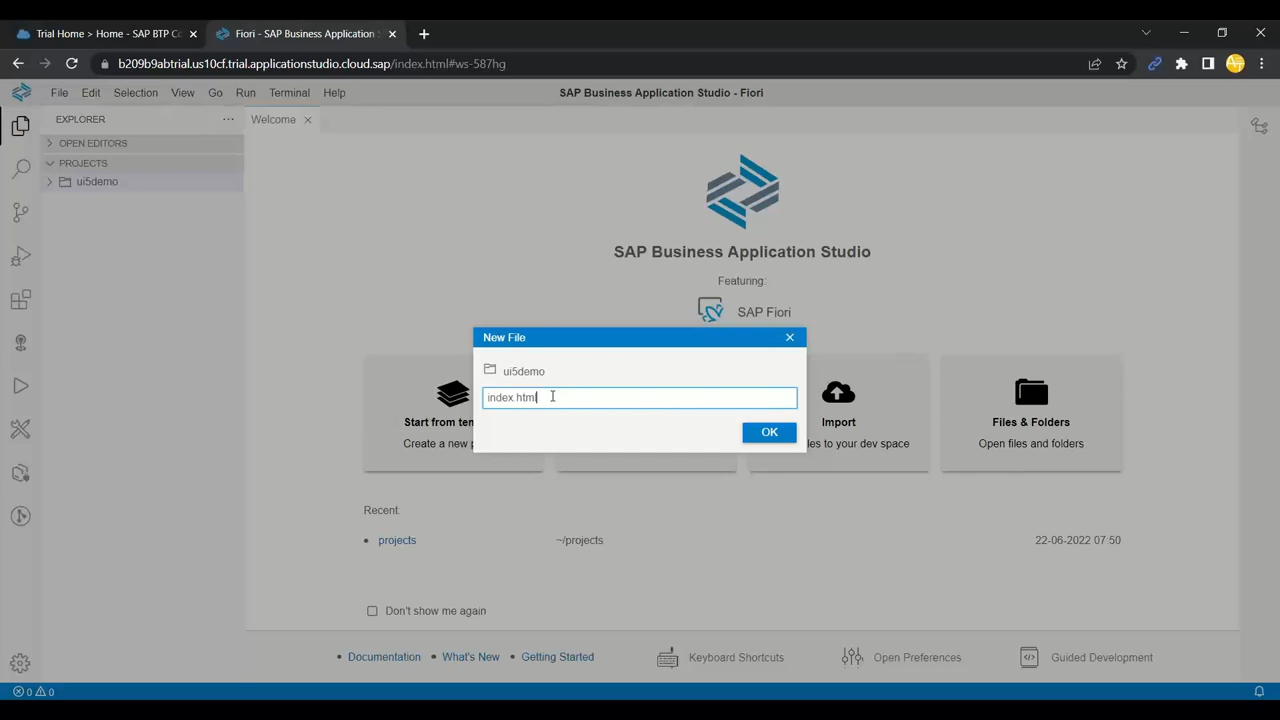 Trial Home > Home - SAP BTP Co
Fiori - SAP Business Application S
b209b9abtrial.us10cf.trial.applicationstudio.cloud.sap/index.html#ws-587hg
File Edit Selection View Go Run Terminal Help
SAP Business Application Studio - Fiori
EXPLORER
Welcome
OPEN EDITORS
PROJECTS
ui5demo
SAP Business Application Studio
Featuring:
SAP Fiori
New File
ui5demo
index.html
OK
Start from tem
Create a new p
Import
les to your dev space
Files & Folders
Open files and folders
Recent:
projects ~/projects 22-06-2022 07:50
Don't show me again
Documentation What's New Getting Started Keyboard Shortcuts Open Preferences Guided Development
0 0